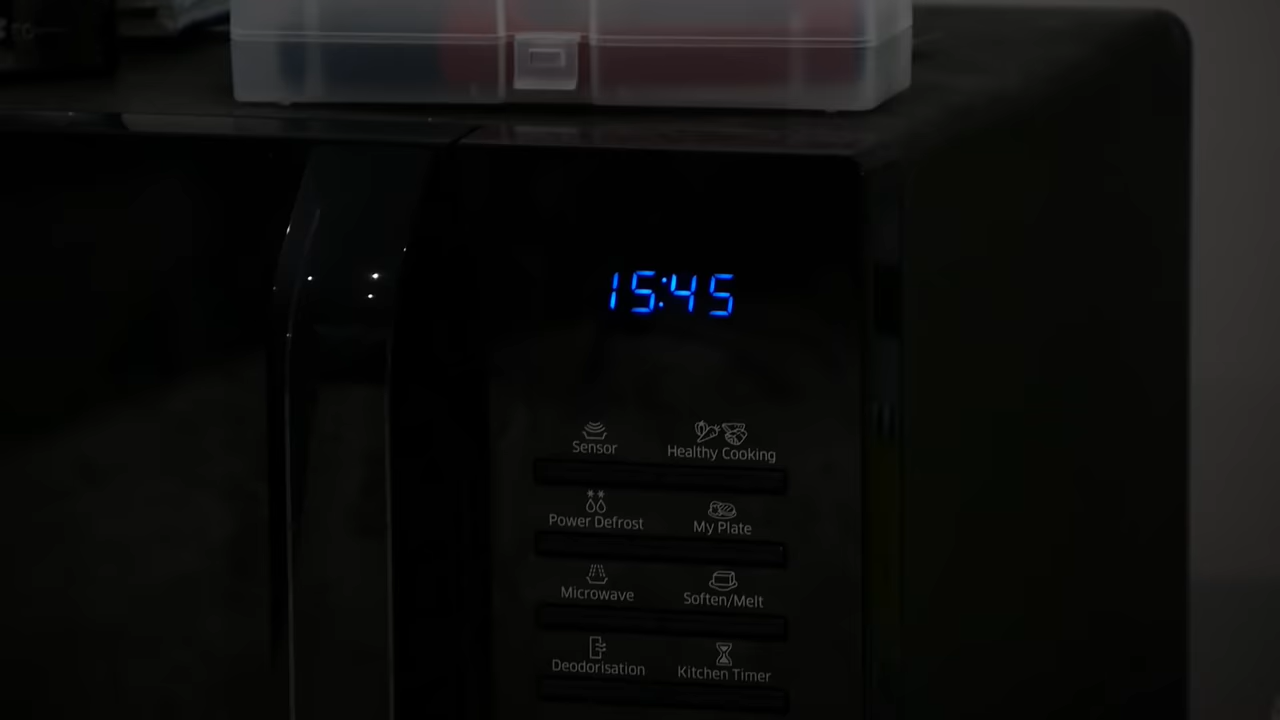 15:45
Sensor
Healthy Cooking
Power Defrost
My Plate
Microwave
Soften/Melt
Deodorisation
Kitchen Timer